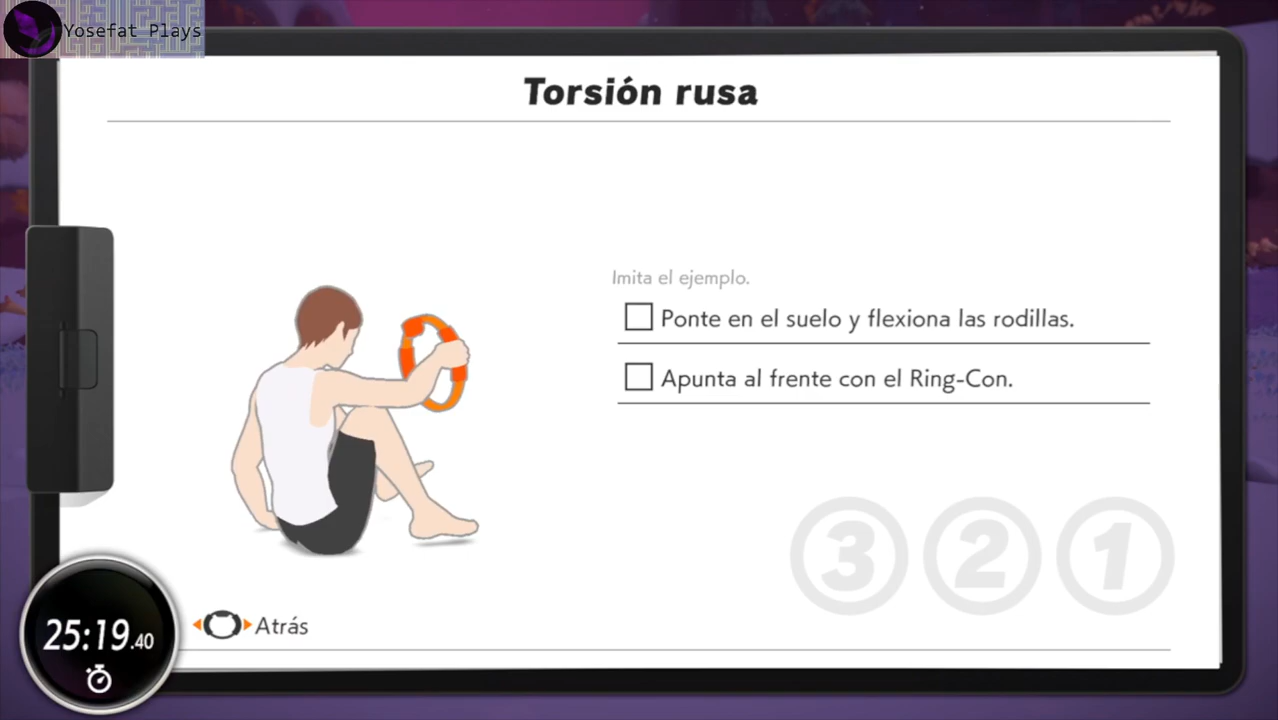 Yosefat Plays
Torsión rusa
Imita el ejemplo.
Ponte en el suelo y flexiona las rodillas.
Apunta al frente con el Ring-Con.
3 2 1
Atrás
25:19.40